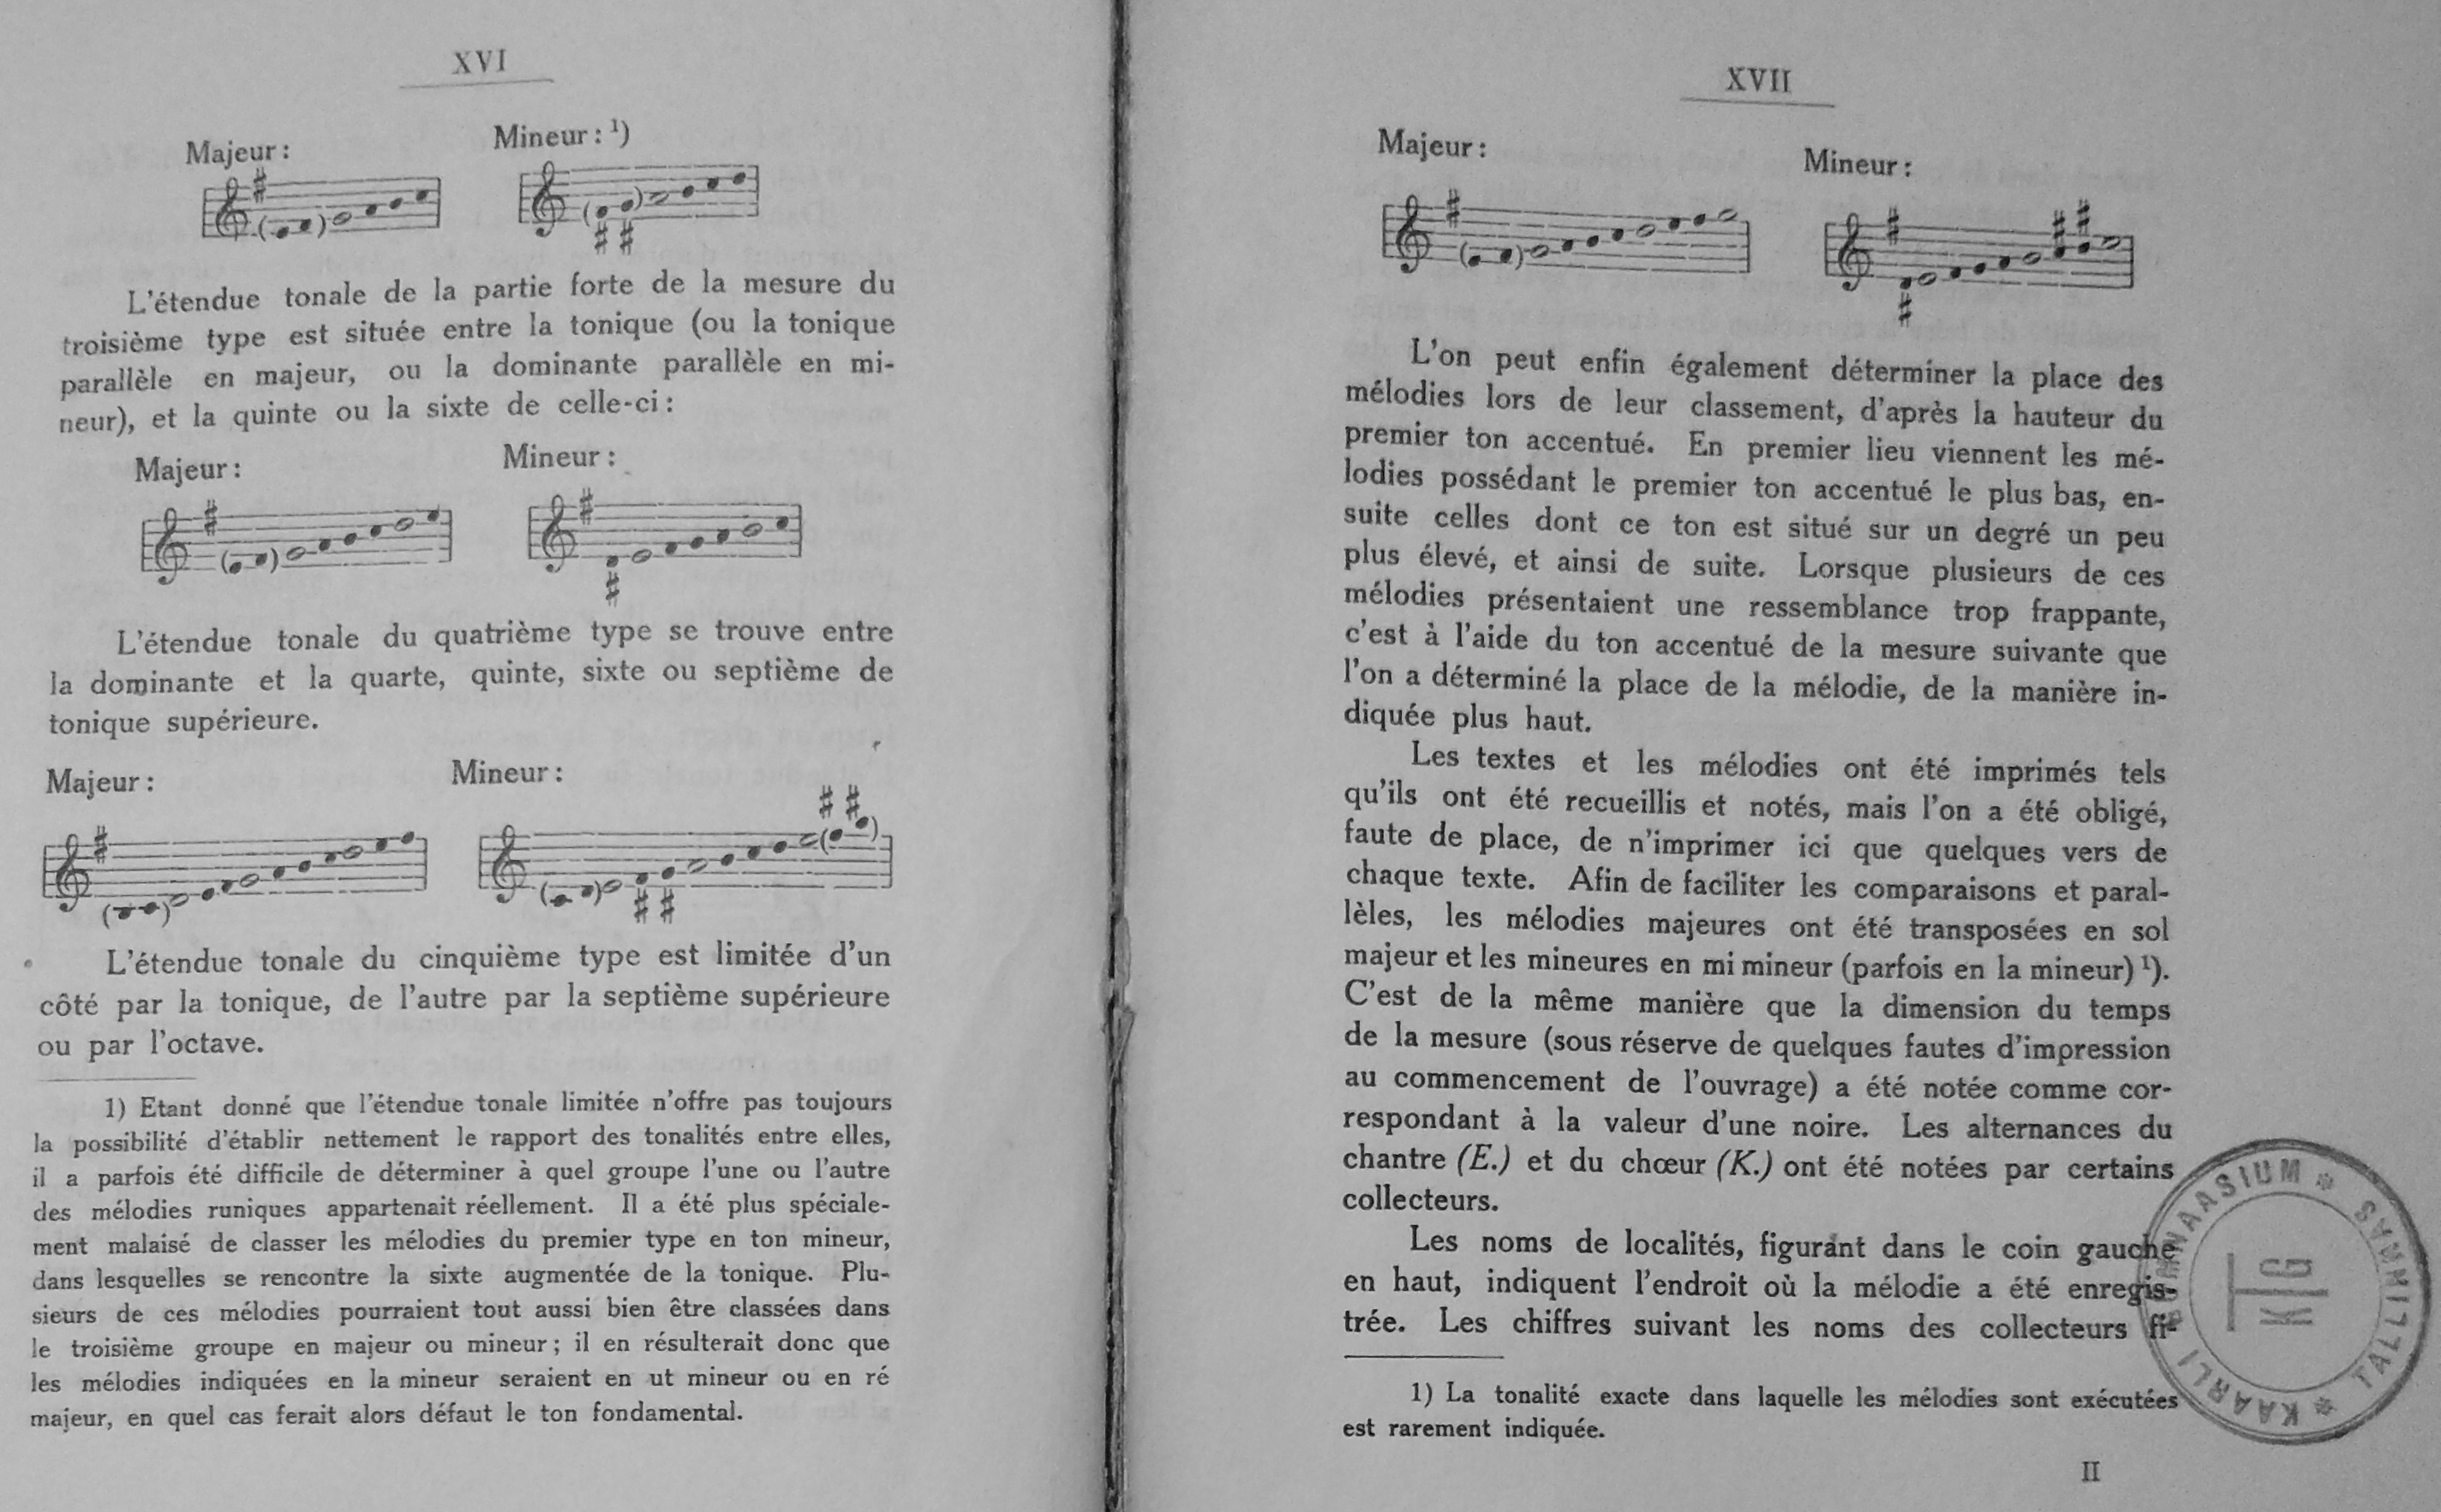 XVI
Majeur:
Mineur: ¹)
L'étendue tonale de la partie forte de la mesure du
troisième type est située entre la tonique (ou la tonique
parallèle en majeur, ou la dominante parallèle en mi-
neur), et la quinte ou la sixte de celle-ci:
Majeur:
Mineur:
L'étendue tonale du quatrième type se trouve entre
la dominante et la quarte, quinte, sixte ou septième de
tonique supérieure.
Majeur:
Mineur:
L'étendue tonale du cinquième type est limitée d'un
côté par la tonique, de l'autre par la septième supérieure
ou par l'octave.
1) Etant donné que l'étendue tonale limitée n'offre pas toujours
la possibilité d'établir nettement le rapport des tonalités entre elles,
il a parfois été difficile de déterminer à quel groupe l'une ou l'autre
des mélodies runiques appartenait réellement. Il a été plus spéciale-
ment malaisé de classer les mélodies du premier type en ton mineur,
dans lesquelles se rencontre la sixte augmentée de la tonique. Plu-
sieurs de ces mélodies pourraient tout aussi bien être classées dans
le troisième groupe en majeur ou mineur; il en résulterait donc que
les mélodies indiquées en la mineur seraient en ut mineur ou en ré
majeur, en quel cas ferait alors défaut le ton fondamental.
XVII
Majeur:
Mineur:
L'on peut enfin également déterminer la place des
mélodies lors de leur classement, d'après la hauteur du
premier ton accentué. En premier lieu viennent les mé-
lodies possédant le premier ton accentué le plus bas, en-
suite celles dont ce ton est situé sur un degré un peu
plus élevé, et ainsi de suite. Lorsque plusieurs de ces
mélodies présentaient une ressemblance trop frappante,
c'est à l'aide du ton accentué de la mesure suivante que
l'on a déterminé la place de la mélodie, de la manière in-
diquée plus haut.
Les textes et les mélodies ont été imprimés tels
qu'ils ont été recueillis et notés, mais l'on a été obligé,
faute de place, de n'imprimer ici que quelques vers de
chaque texte. Afin de faciliter les comparaisons et paral-
lèles, les mélodies majeures ont été transposées en sol
majeur et les mineures en mi mineur (parfois en la mineur) ¹).
C'est de la même manière que la dimension du temps
de la mesure (sous réserve de quelques fautes d'impression
au commencement de l'ouvrage) a été notée comme cor-
respondant à la valeur d'une noire. Les alternances du
chantre (E.) et du chœur (K.) ont été notées par certains
collecteurs.
Les noms de localités, figurant dans le coin gauche
en haut, indiquent l'endroit où la mélodie a été enregis-
trée. Les chiffres suivant les noms des collecteurs fi-
1) La tonalité exacte dans laquelle les mélodies sont exécutées
est rarement indiquée.
II
KAARLI GÜMNAASIUM * TALLINNAS *
KG